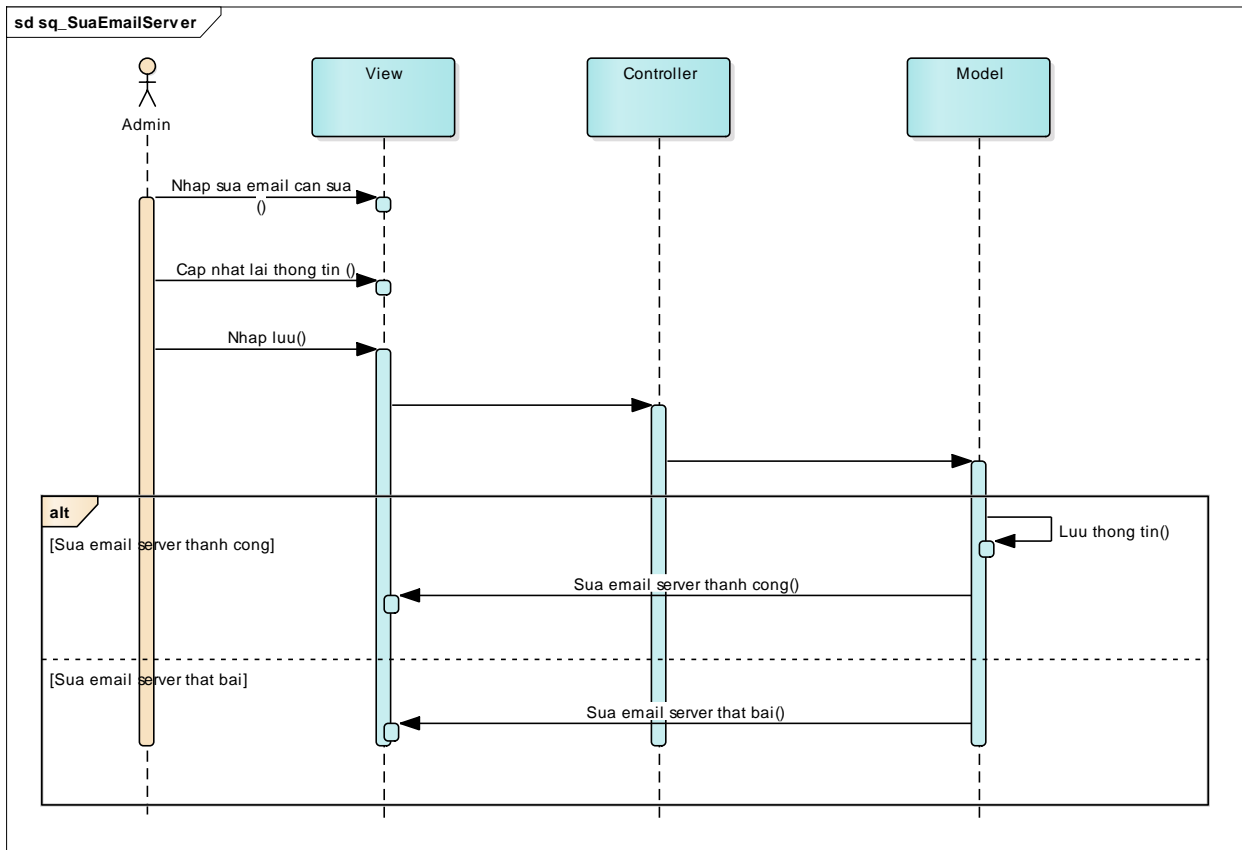 sd sq_SuaEmailServer
View
Controller
Model
Admin
Nhap sua email can sua
()
Cap nhat lai thong tin ()
Nhap luu()
alt
[Sua email server thanh cong]
Luu thong tin()
Sua email server thanh cong()
[Sua email server that bai]
Sua email server that bai()